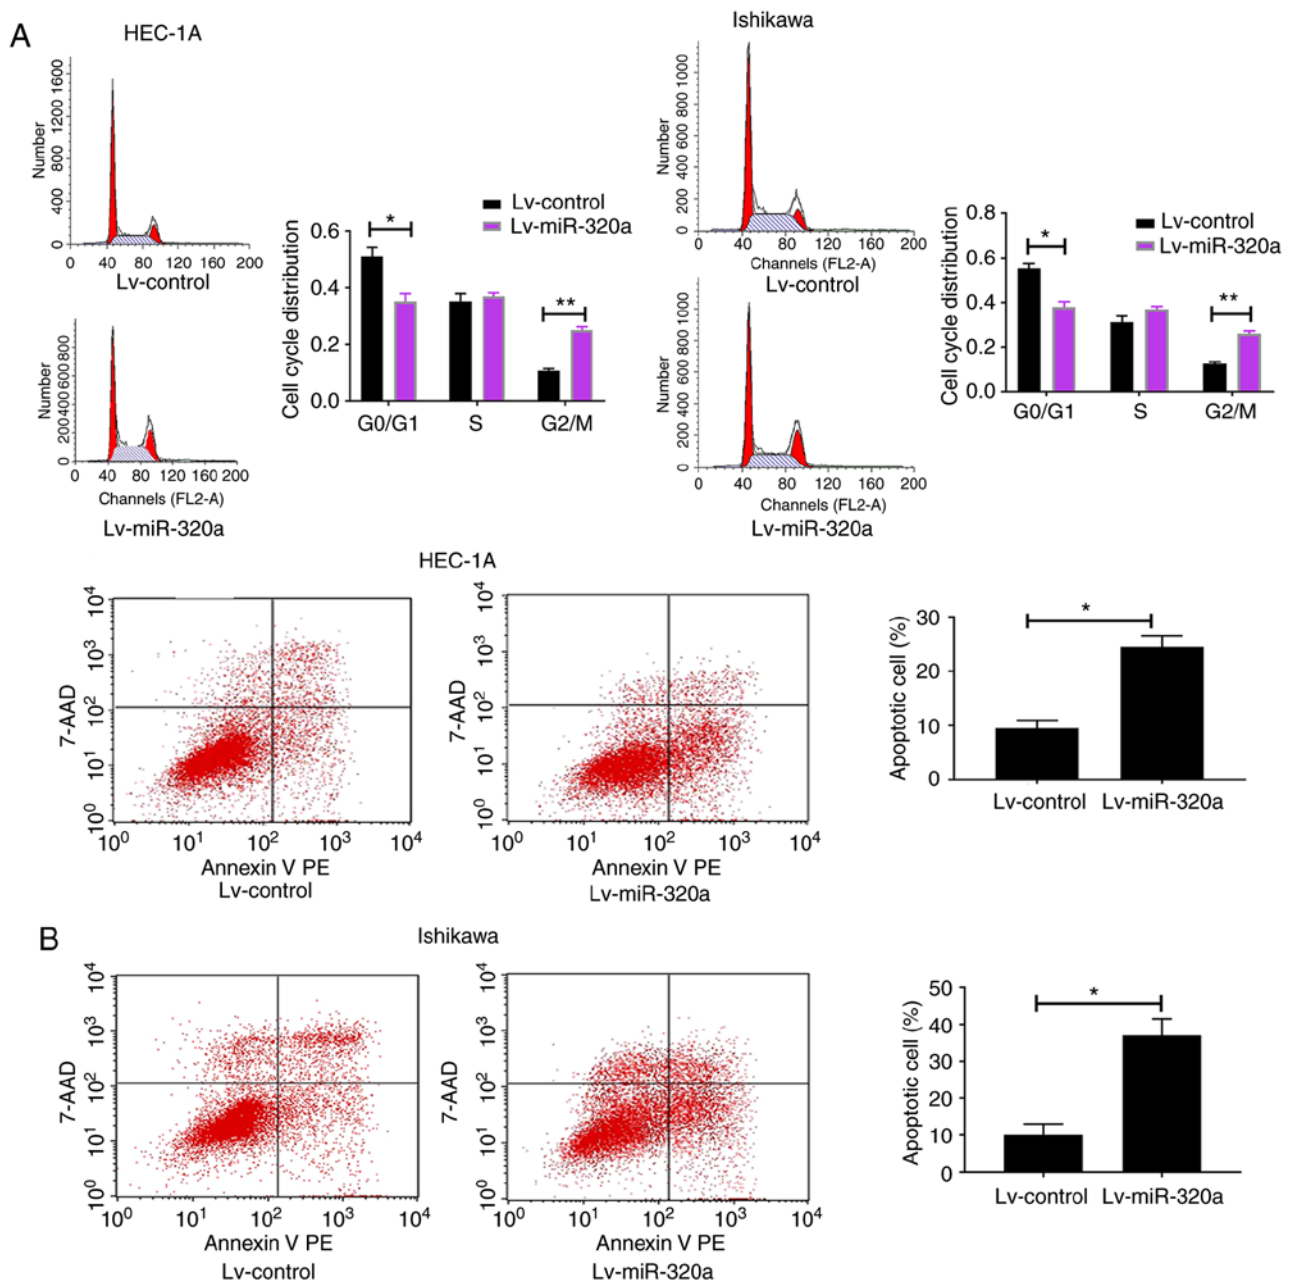 A
HEC-1A
Number
0 400 800 1200 1600
0 40 80 120 160 200
Lv-control
Number
0 200 400 600 800
0 40 80 120 160 200
Channels (FL2-A)
Lv-miR-320a
Cell cycle distribution
0.6
0.4
0.2
0.0
*
**
G0/G1 S G2/M
Lv-control
Lv-miR-320a
Ishikawa
Number
0 200 400 600 800 1000
0 40 80 120 160 200
Channels (FL2-A)
Lv-control
Number
0 200 400 600 800 1000
0 40 80 120 160 200
Channels (FL2-A)
Lv-miR-320a
Cell cycle distribution
0.8
0.6
0.4
0.2
0.0
*
**
G0/G1 S G2/M
Lv-control
Lv-miR-320a
HEC-1A
7-AAD
10⁴
10³
10²
10¹
10⁰
10⁰ 10¹ 10² 10³ 10⁴
Annexin V PE
Lv-control
7-AAD
10⁴
10³
10²
10¹
10⁰
10⁰ 10¹ 10² 10³ 10⁴
Annexin V PE
Lv-miR-320a
Apoptotic cell (%)
30
20
10
0
*
Lv-control Lv-miR-320a
B
Ishikawa
7-AAD
10⁴
10³
10²
10¹
10⁰
10⁰ 10¹ 10² 10³ 10⁴
Annexin V PE
Lv-control
7-AAD
10⁴
10³
10²
10¹
10⁰
10⁰ 10¹ 10² 10³ 10⁴
Annexin V PE
Lv-miR-320a
Apoptotic cell (%)
50
40
30
20
10
0
*
Lv-control Lv-miR-320a